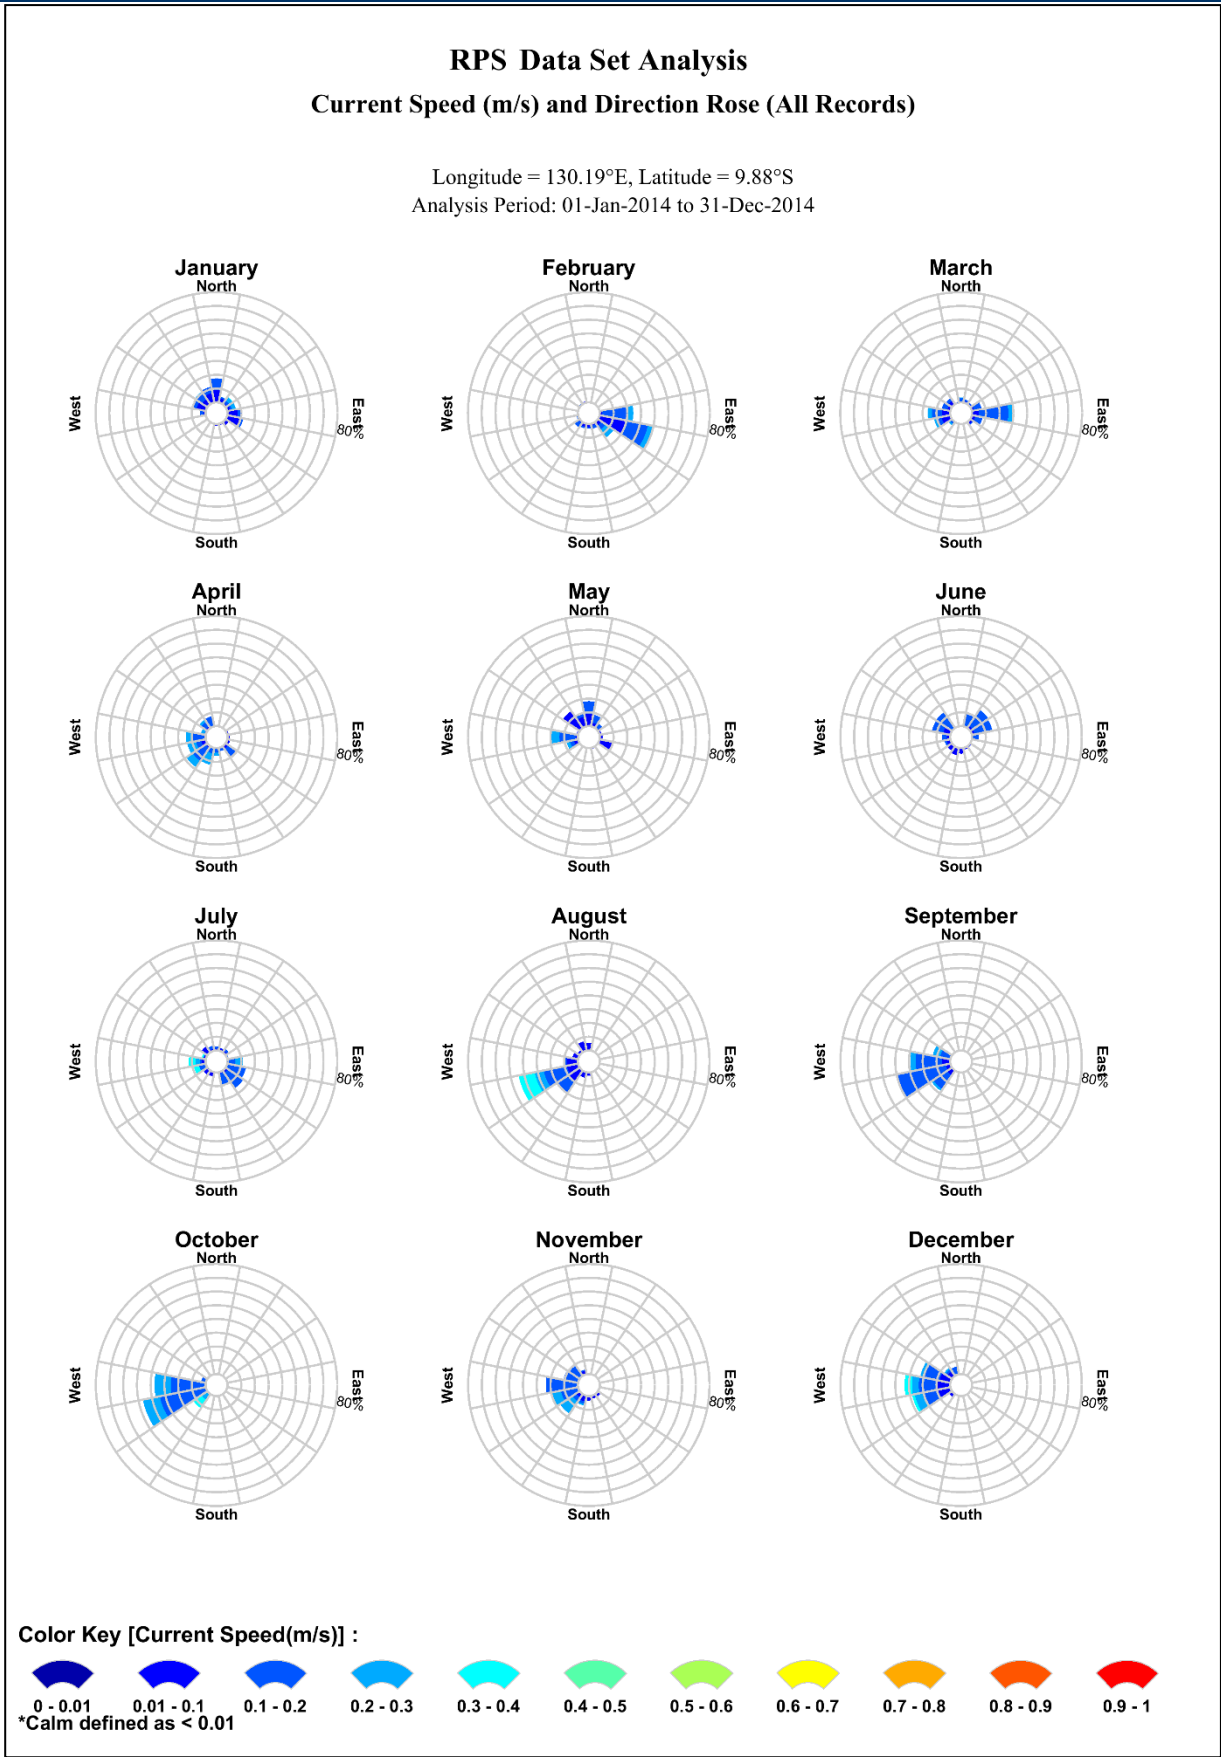 RPS Data Set Analysis
Current Speed (m/s) and Direction Rose (All Records)
Longitude = 130.19°E, Latitude = 9.88°S
Analysis Period: 01-Jan-2014 to 31-Dec-2014
January
North
West
East
80%
South
February
North
West
East
80%
South
March
North
West
East
80%
South
April
North
West
East
80%
South
May
North
West
East
80%
South
June
North
West
East
80%
South
July
North
West
East
80%
South
August
North
West
East
80%
South
September
North
West
East
80%
South
October
North
West
East
80%
South
November
North
West
East
80%
South
December
North
West
East
80%
South
Color Key [Current Speed(m/s)] :
0 - 0.01 0.01 - 0.1 0.1 - 0.2 0.2 - 0.3 0.3 - 0.4 0.4 - 0.5 0.5 - 0.6 0.6 - 0.7 0.7 - 0.8 0.8 - 0.9 0.9 - 1
*Calm defined as < 0.01